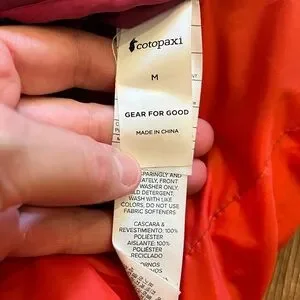 cotopaxi
M
GEAR FOR GOOD
MADE IN CHINA
SPARINGLY AND
ATELY, FRONT
WASHER ONLY,
LD DETERGENT.
WASH WITH LIKE
COLORS. DO NOT USE
FABRIC SOFTENERS
CASCARA &
REVESTIMIENTO: 100%
POLIÉSTER
AISLANTE: 100%
POLIÉSTER
RECICLADO